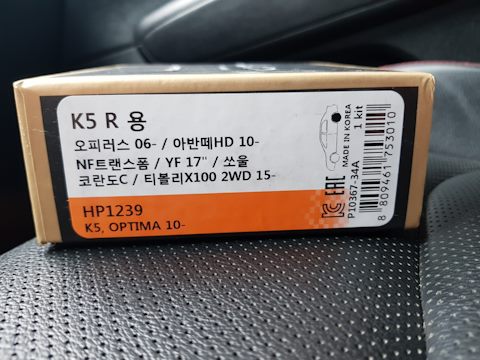 K5 R 용
오피러스 06- / 아반떼HD 10-
NF트랜스폼 / YF 17" / 쏘울
코란도C / 티볼리X100 2WD 15-
HP1239
K5, OPTIMA 10-
MADE IN KOREA
1 kit
EAC
P10367-34A
8 809461 753010